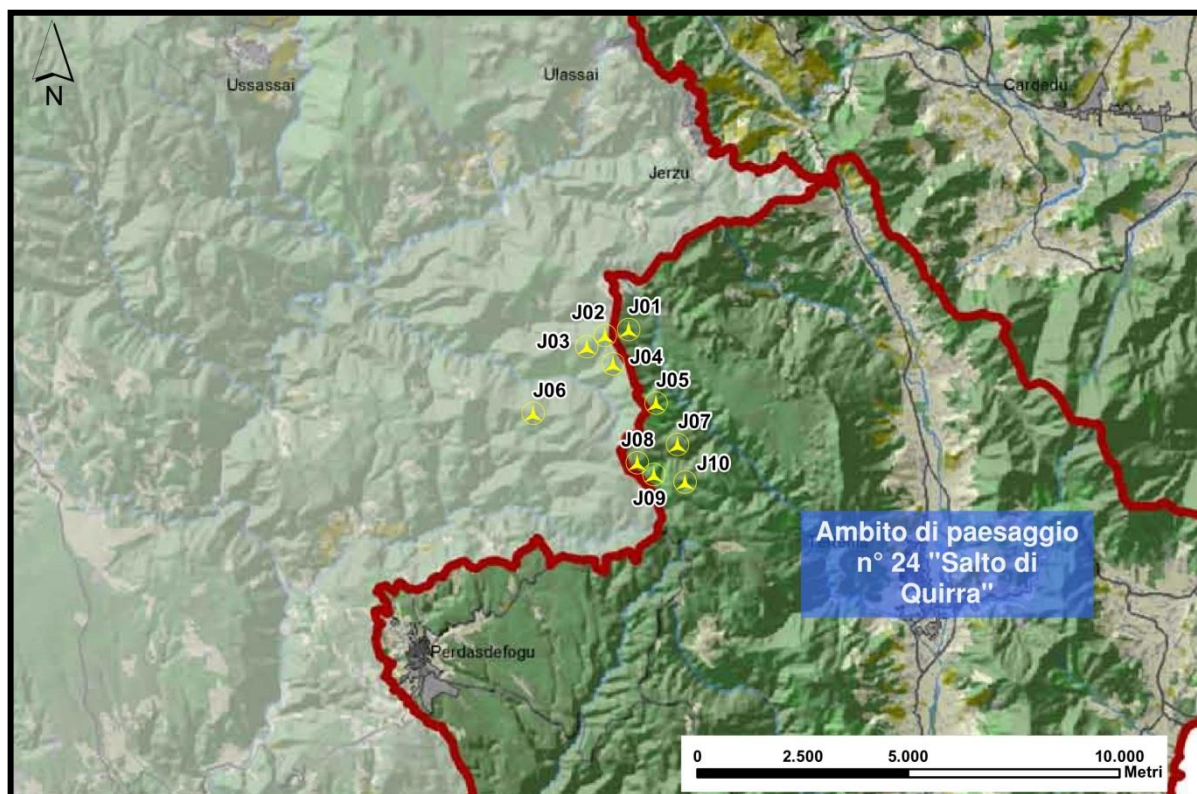 N
Ussassai
Ulassai
Cardedu
Jerzu
J01
J02
J03
J04
J05
J06
J07
J08
J10
J09
Ambito di paesaggio
n° 24 "Salto di
Quirra"
Perdasdefogu
0 2.500 5.000 10.000
Metri